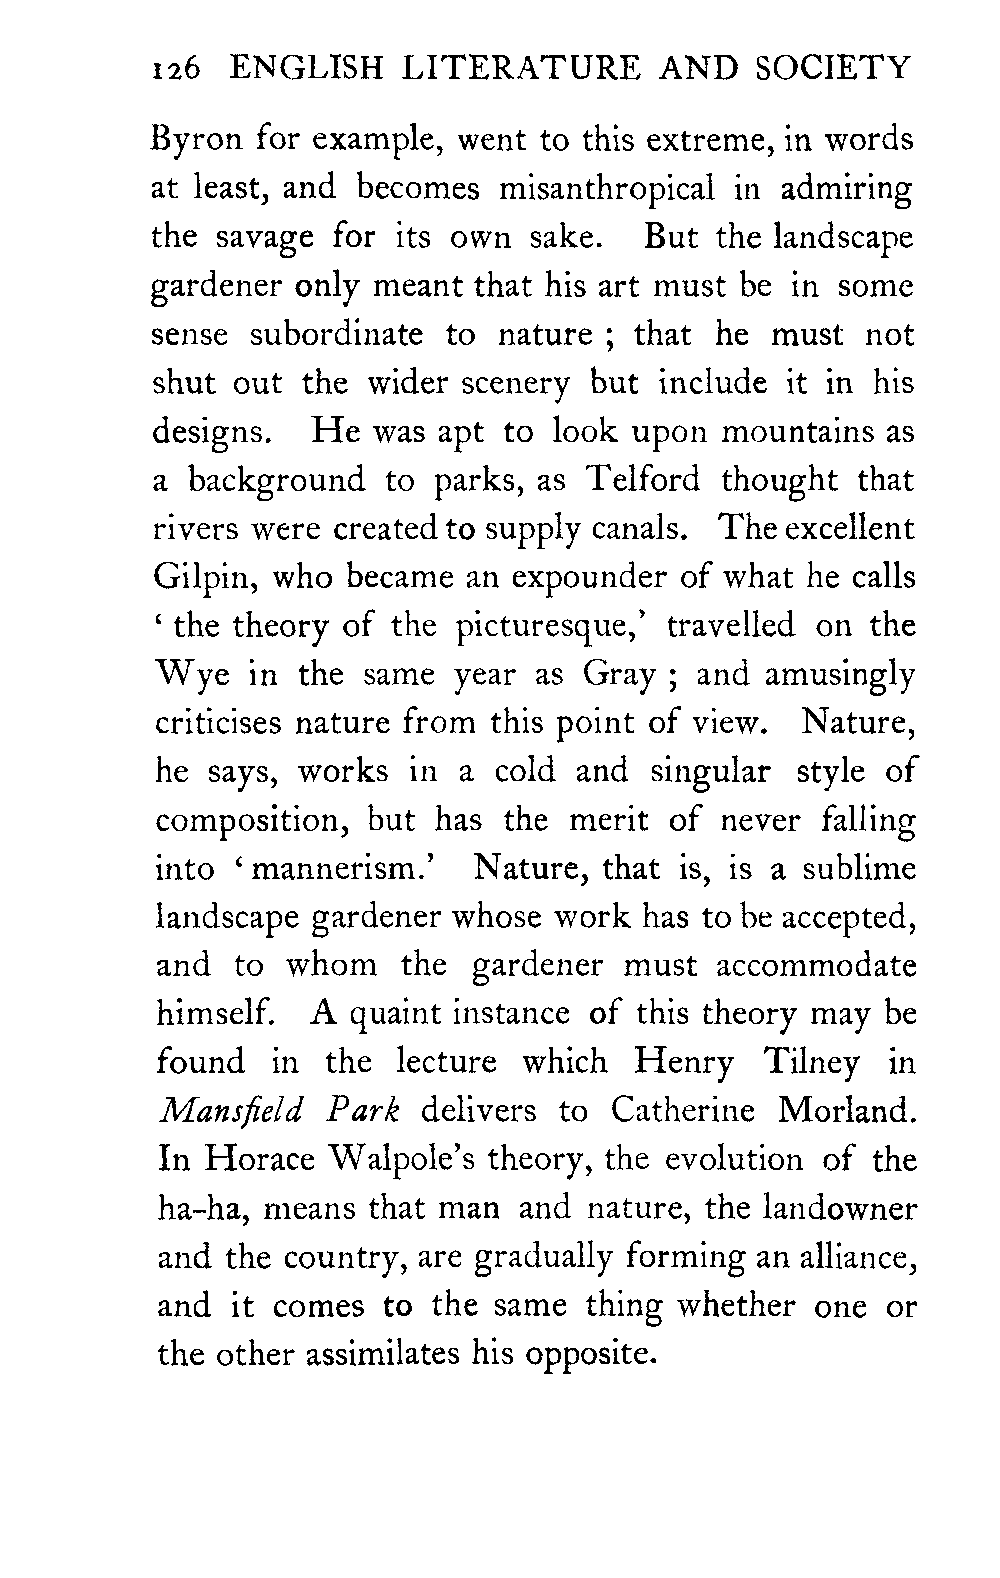 126 ENGLISH LITERATURE AND SOCIETY
Byron for example, went to this extreme, in words
at least, and becomes misanthropical in admiring
the savage for its own sake. But the landscape
gardener only meant that his art must be in some
sense subordinate to nature ; that he must not
shut out the wider scenery but include it in his
designs. He was apt to look upon mountains as
a background to parks, as Telford thought that
rivers were created to supply canals. The excellent
Gilpin, who became an expounder of what he calls
‘ the theory of the picturesque,’ travelled on the
Wye in the same year as Gray ; and amusingly
criticises nature from this point of view. Nature,
he says, works in a cold and singular style of
composition, but has the merit of never falling
into ‘ mannerism.’ Nature, that is, is a sublime
landscape gardener whose work has to be accepted,
and to whom the gardener must accommodate
himself. A quaint instance of this theory may be
found in the lecture which Henry Tilney in
Mansfield Park delivers to Catherine Morland.
In Horace Walpole’s theory, the evolution of the
ha-ha, means that man and nature, the landowner
and the country, are gradually forming an alliance,
and it comes to the same thing whether one or
the other assimilates his opposite.